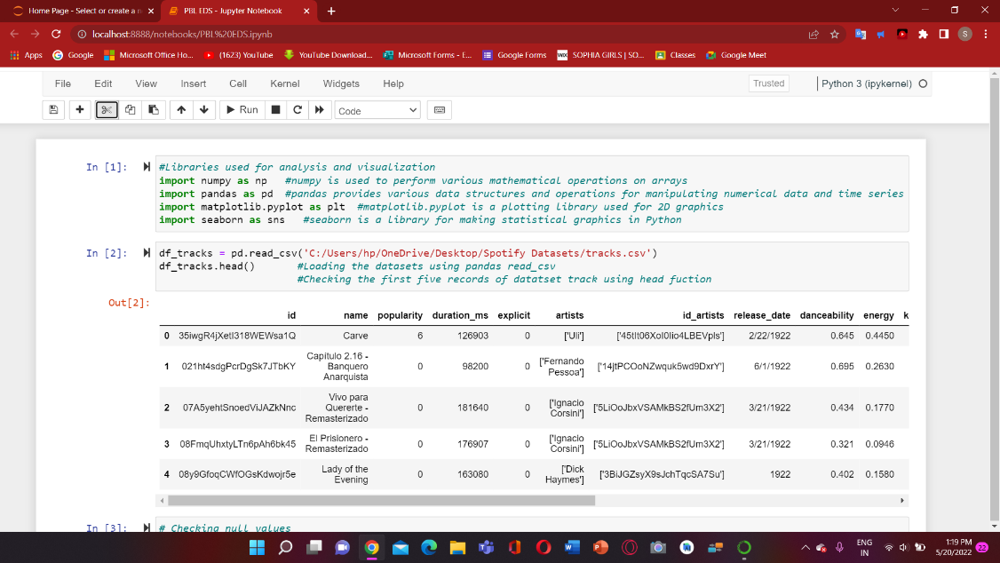 Home Page - Select or create a n
PBL EDS - Jupyter Notebook
localhost:8888/notebooks/PBL%20EDS.ipynb
S
Apps
Google
Microsoft Office Ho...
(1623) YouTube
YouTube Download...
Microsoft Forms - E...
Google Forms
WIX
SOPHIA GIRLS | SO...
Classes
Google Meet
File Edit View Insert Cell Kernel Widgets Help
Trusted
Python 3 (ipykernel)
Run
Code
In [1]:
#Libraries used for analysis and visualization
import numpy as np #numpy is used to perform various mathematical operations on arrays
import pandas as pd #pandas provides various data structures and operations for manipulating numerical data and time series
import matplotlib.pyplot as plt #matplotlib.pyplot is a plotting library used for 2D graphics
import seaborn as sns #seaborn is a library for making statistical graphics in Python
In [2]:
df_tracks = pd.read_csv('C:/Users/hp/OneDrive/Desktop/Spotify Datasets/tracks.csv')
df_tracks.head() #Loading the datasets using pandas read_csv
#Checking the first five records of datatset track using head fuction
Out[2]:
id name popularity duration_ms explicit artists id_artists release_date danceability energy k
0 35iwgR4jXetI318WEWsa1Q Carve 6 126903 0 ['Uli'] ['45tIt06XoI0Iio4LBEVpls'] 2/22/1922 0.645 0.4450
1 021ht4sdgPcrDgSk7JTbKY Capítulo 2.16 - Banquero Anarquista 0 98200 0 ['Fernando Pessoa'] ['14jtPCOoNZwquk5wd9DxrY'] 6/1/1922 0.695 0.2630
2 07A5yehtSnoedViJAZkNnc Vivo para Quererte - Remasterizado 0 181640 0 ['Ignacio Corsini'] ['5LiOoJbxVSAMkBS2fUm3X2'] 3/21/1922 0.434 0.1770
3 08FmqUhxtyLTn6pAh6bk45 El Prisionero - Remasterizado 0 176907 0 ['Ignacio Corsini'] ['5LiOoJbxVSAMkBS2fUm3X2'] 3/21/1922 0.321 0.0946
4 08y9GfoqCWfOGsKdwojr5e Lady of the Evening 0 163080 0 ['Dick Haymes'] ['3BiJGZsyX9sJchTqcSA7Su'] 1922 0.402 0.1580
In [3]:
# Checking null values
ENG
IN
1:19 PM
5/20/2022
22